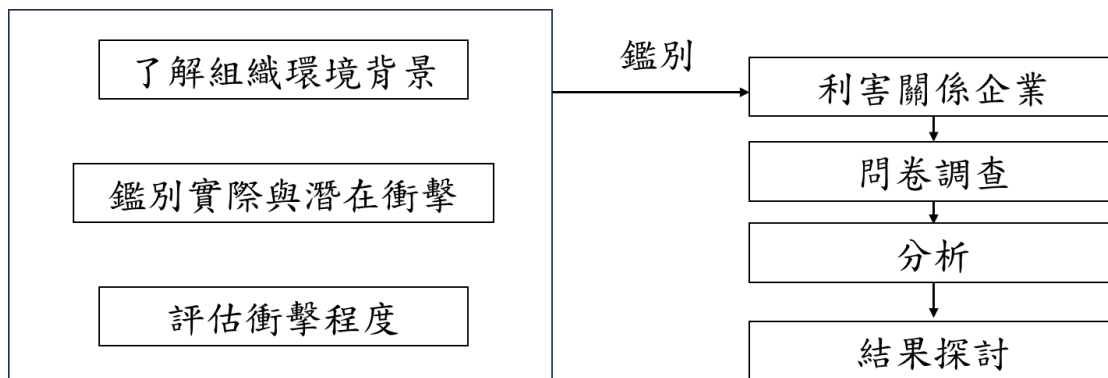 了解組織環境背景
鑑別實際與潛在衝擊
評估衝擊程度
鑑別
利害關係企業
問卷調查
分析
結果探討